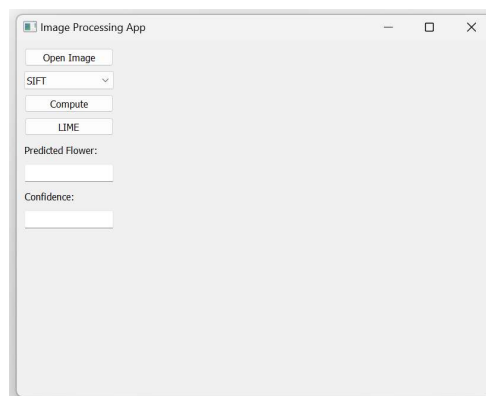 Image Processing App
Open Image
SIFT
Compute
LIME
Predicted Flower:
Confidence: